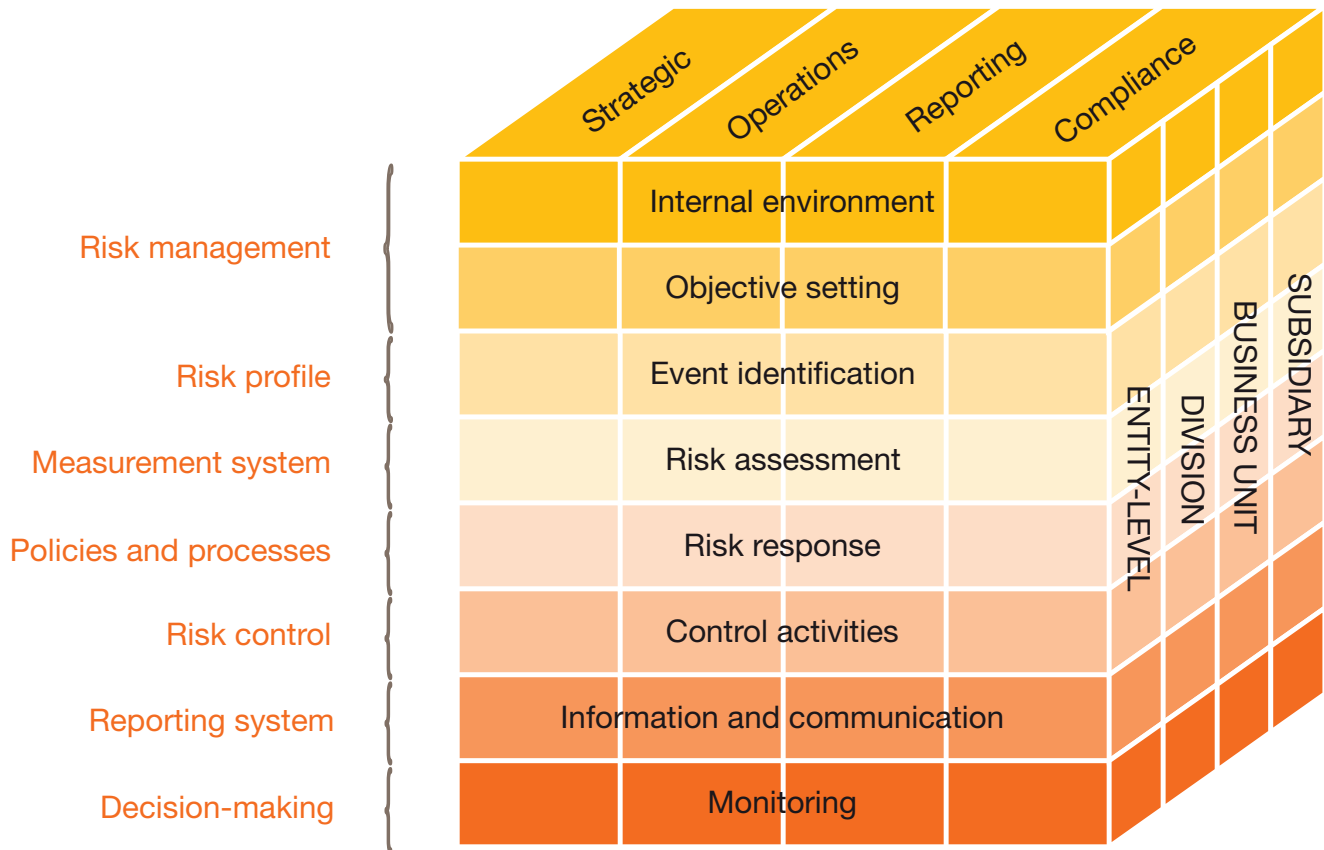 Strategic
Operations
Reporting
Compliance
Internal environment
Objective setting
Event identification
Risk assessment
Risk response
Control activities
Information and communication
Monitoring
ENTITY-LEVEL
DIVISION
BUSINESS UNIT
SUBSIDIARY
Risk management
Risk profile
Measurement system
Policies and processes
Risk control
Reporting system
Decision-making